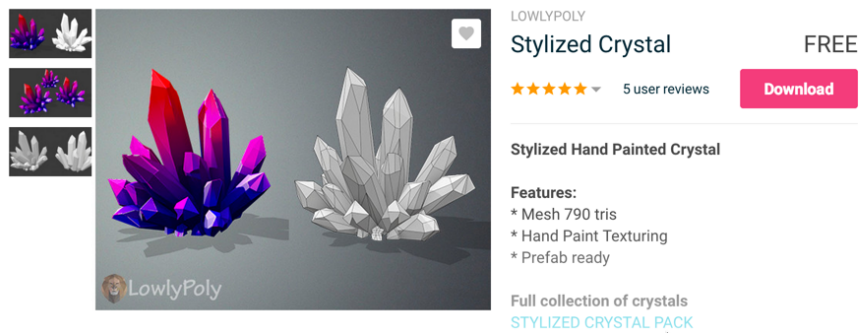 LOWLYPOLY
Stylized Crystal
FREE
5 user reviews
Download
Stylized Hand Painted Crystal
Features:
* Mesh 790 tris
* Hand Paint Texturing
* Prefab ready
Full collection of crystals
STYLIZED CRYSTAL PACK
LowlyPoly